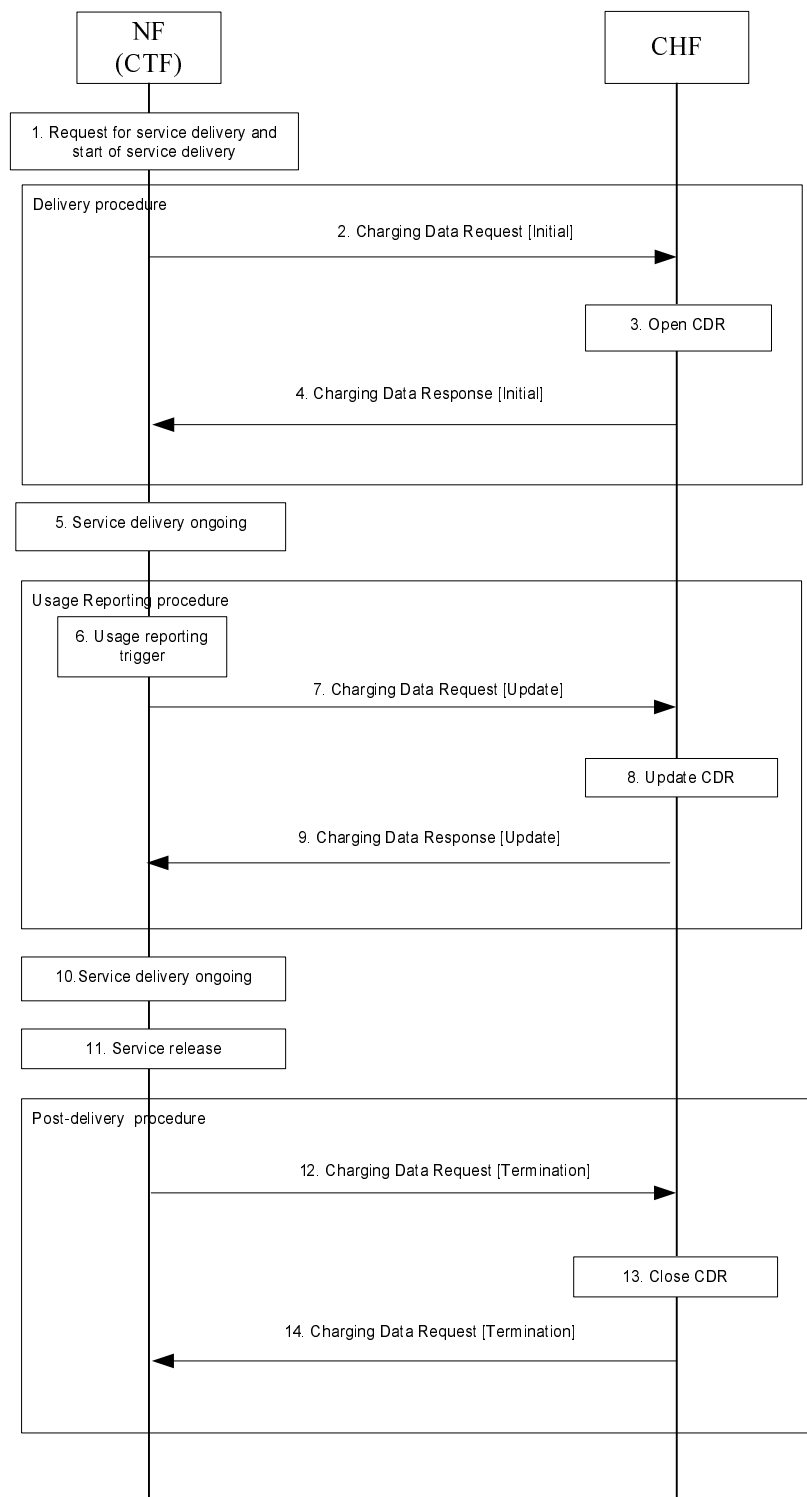 NF
(CTF)
CHF
1. Request for service delivery and
start of service delivery
Delivery procedure
2. Charging Data Request [Initial]
3. Open CDR
4. Charging Data Response [Initial]
5. Service delivery ongoing
Usage Reporting procedure
6. Usage reporting
trigger
7. Charging Data Request [Update]
8. Update CDR
9. Charging Data Response [Update]
10.Service delivery ongoing
11. Service release
Post-delivery procedure
12. Charging Data Request [Termination]
13. Close CDR
14. Charging Data Request [Termination]